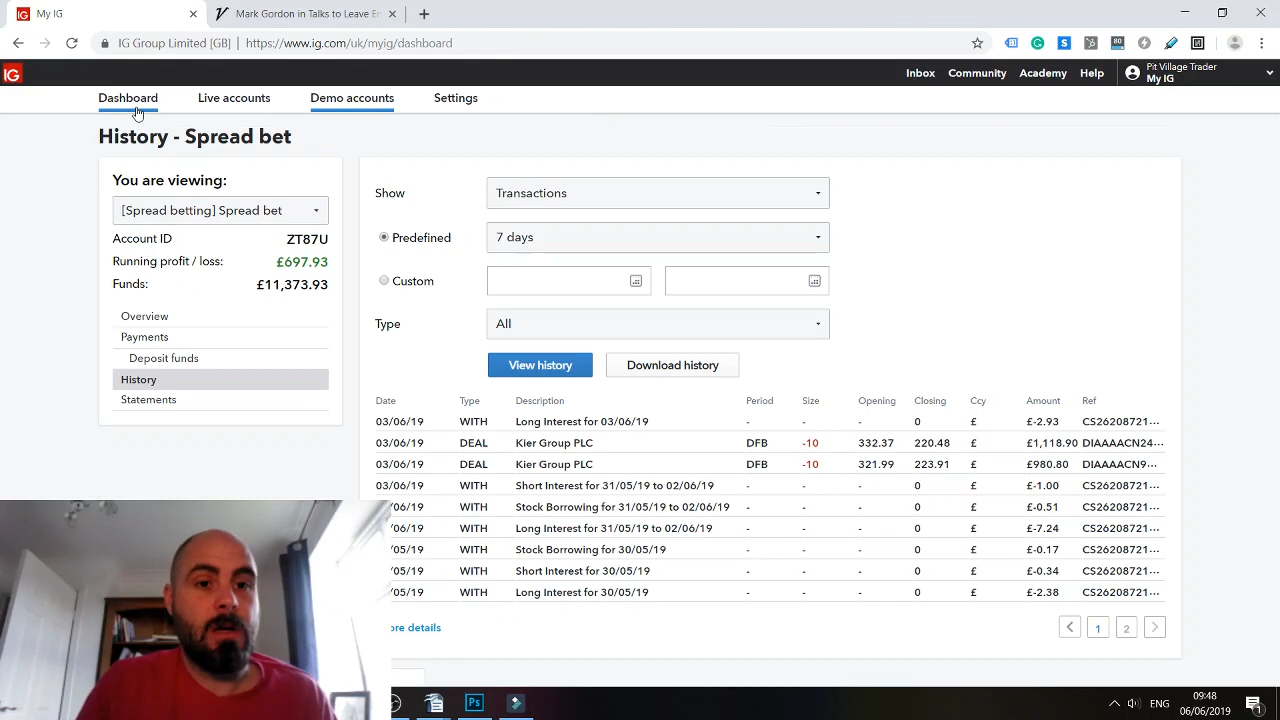 My IG
Mark Gordon in Talks to Leave En
IG Group Limited [GB]
https://www.ig.com/uk/myig/dashboard
80
IG
Inbox
Community
Academy
Help
Pit Village Trader
My IG
Dashboard
Live accounts
Demo accounts
Settings
History - Spread bet
You are viewing:
[Spread betting] Spread bet
Account ID ZT87U
Running profit / loss: £697.93
Funds: £11,373.93
Overview
Payments
Deposit funds
History
Statements
Show Transactions
Predefined 7 days
Custom
Type All
View history Download history
Date Type Description Period Size Opening Closing Ccy Amount Ref
03/06/19 WITH Long Interest for 03/06/19 - - - 0 £ £-2.93 CS26208721...
03/06/19 DEAL Kier Group PLC DFB -10 332.37 220.48 £ £1,118.90 DIAAAACN24...
03/06/19 DEAL Kier Group PLC DFB -10 321.99 223.91 £ £980.80 DIAAAACN9...
03/06/19 WITH Short Interest for 31/05/19 to 02/06/19 - - - 0 £ £-1.00 CS26208721...
/06/19 WITH Stock Borrowing for 31/05/19 to 02/06/19 - - - 0 £ £-0.51 CS26208721...
/06/19 WITH Long Interest for 31/05/19 to 02/06/19 - - - 0 £ £-7.24 CS26208721...
/05/19 WITH Stock Borrowing for 30/05/19 - - - 0 £ £-0.17 CS26208721...
/05/19 WITH Short Interest for 30/05/19 - - - 0 £ £-0.34 CS26208721...
/05/19 WITH Long Interest for 30/05/19 - - - 0 £ £-2.38 CS26208721...
ore details
1 2
Ps
ENG
09:48
06/06/2019